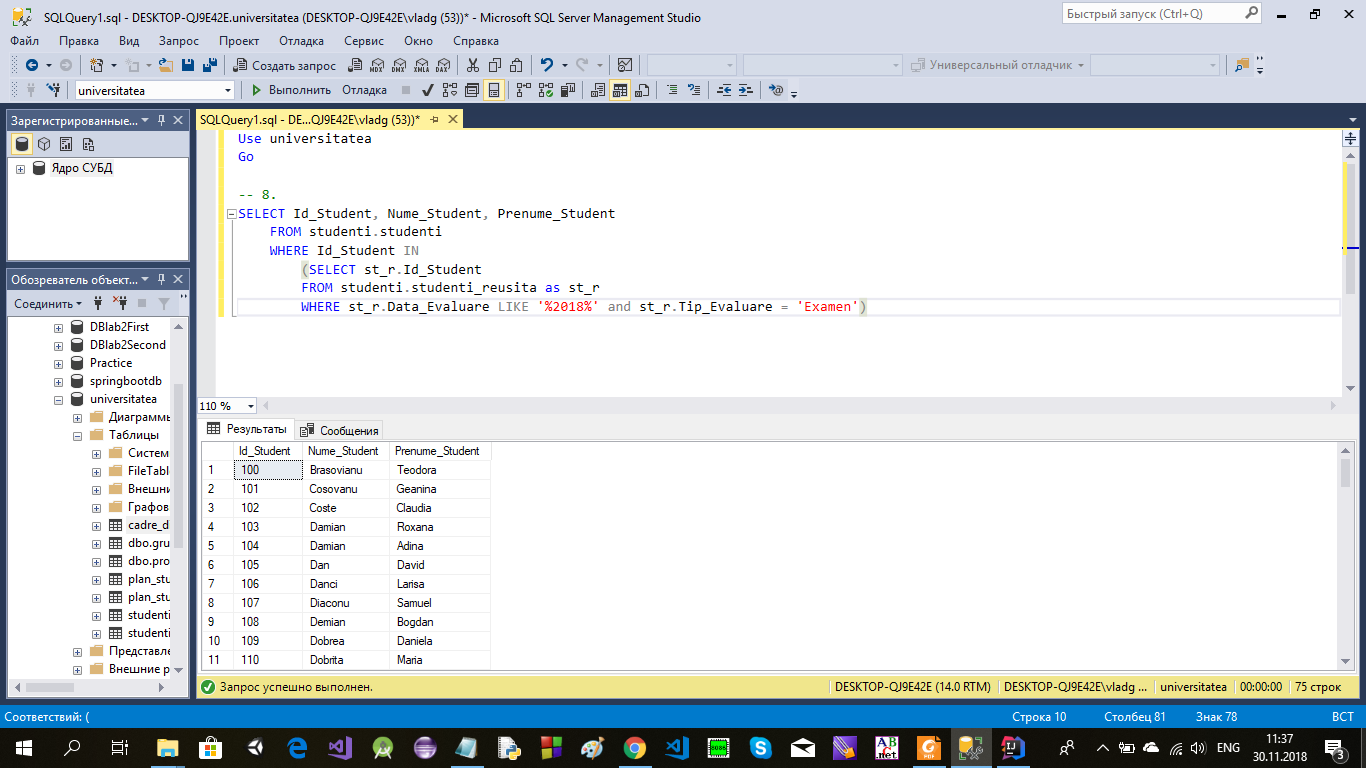 SQLQuery1.sql - DESKTOP-QJ9E42E.universitatea (DESKTOP-QJ9E42E\vladg (53))* - Microsoft SQL Server Management Studio
Быстрый запуск (Ctrl+Q)
Файл Правка Вид Запрос Проект Отладка Сервис Окно Справка
Создать запрос MDX DMX XMLA DAX Универсальный отладчик
universitatea Выполнить Отладка
Зарегистрированные...
Ядро СУБД
Обозреватель объект...
Соединить
DBlab2First
DBlab2Second
Practice
springbootdb
universitatea
Диаграммы
Таблицы
Систем
FileTabl
Внешни
Графов
cadre_d
dbo.gru
dbo.pro
plan_stu
plan_stu
studenti
studenti
Представле
Внешние р
SQLQuery1.sql - DE...QJ9E42E\vladg (53))*
Use universitatea
Go
-- 8.
SELECT Id_Student, Nume_Student, Prenume_Student
FROM studenti.studenti
WHERE Id_Student IN
(SELECT st_r.Id_Student
FROM studenti.studenti_reusita as st_r
WHERE st_r.Data_Evaluare LIKE '%2018%' and st_r.Tip_Evaluare = 'Examen')
110 %
Результаты Сообщения
Id_Student Nume_Student Prenume_Student
1 100 Brasovianu Teodora
2 101 Cosovanu Geanina
3 102 Coste Claudia
4 103 Damian Roxana
5 104 Damian Adina
6 105 Dan David
7 106 Danci Larisa
8 107 Diaconu Samuel
9 108 Demian Bogdan
10 109 Dobrea Daniela
11 110 Dobrita Maria
Запрос успешно выполнен. DESKTOP-QJ9E42E (14.0 RTM) DESKTOP-QJ9E42E\vladg ... universitatea 00:00:00 75 строк
Соответствий: ( Строка 10 Столбец 81 Знак 78 ВСТ
ENG
11:37
30.11.2018
3